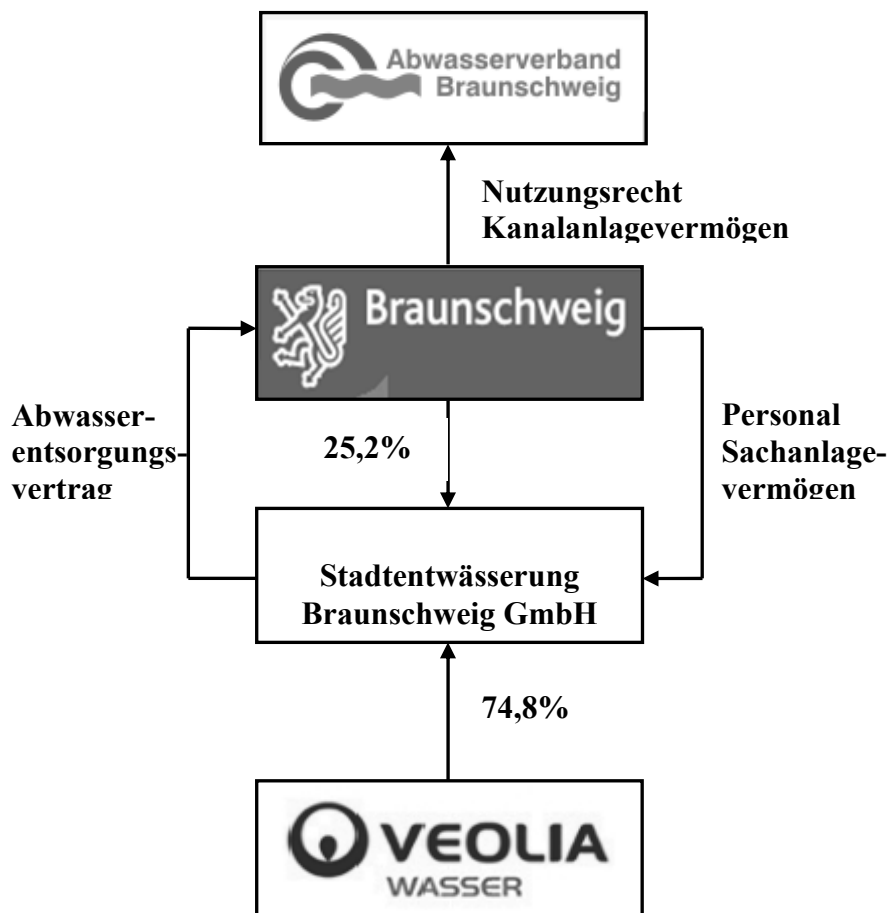 Abwasserverband
Braunschweig
Nutzungsrecht
Kanalanlagevermögen
Braunschweig
Abwasser-
entsorgungs-
vertrag
25,2%
Personal
Sachanlage-
vermögen
Stadtentwässerung
Braunschweig GmbH
74,8%
VEOLIA
WASSER